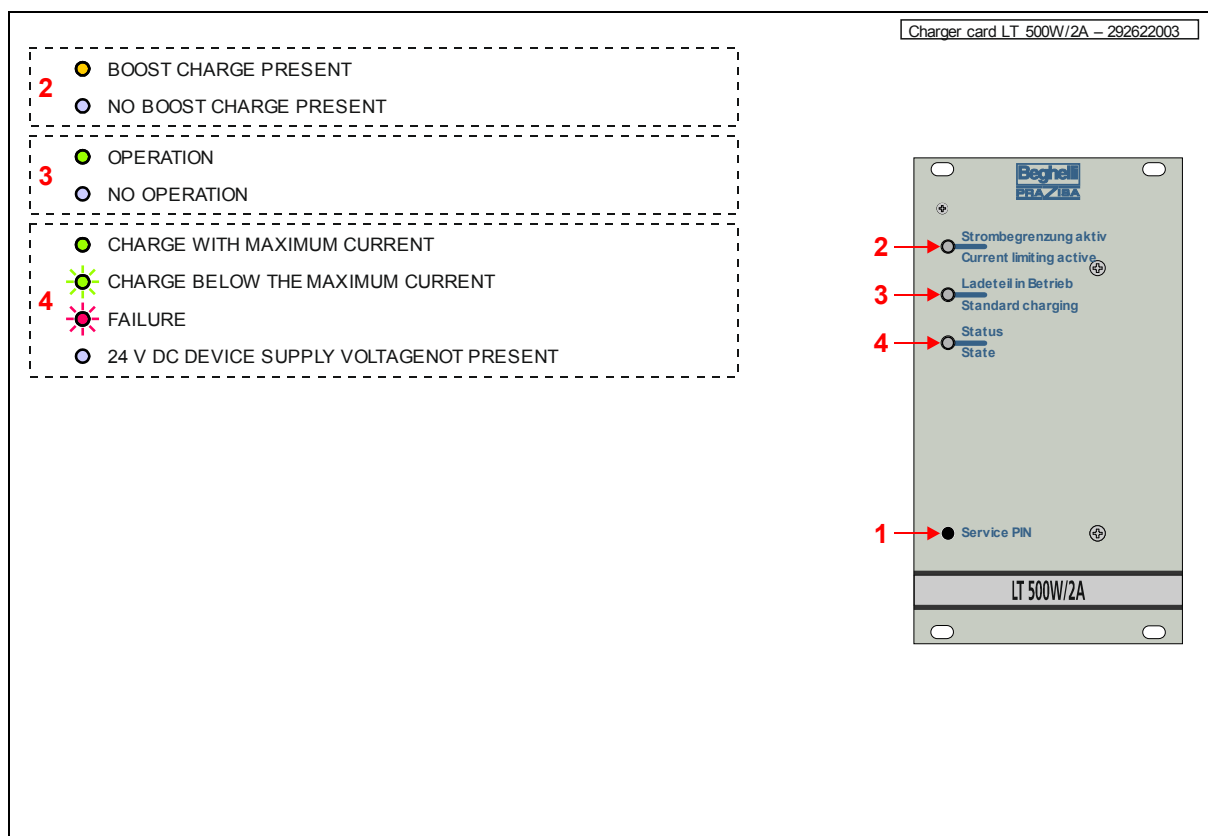 Charger card LT 500W/2A – 292622003
2
BOOST CHARGE PRESENT
NO BOOST CHARGE PRESENT
3
OPERATION
NO OPERATION
4
CHARGE WITH MAXIMUM CURRENT
CHARGE BELOW THE MAXIMUM CURRENT
FAILURE
24 V DC DEVICE SUPPLY VOLTAGENOT PRESENT
Beghelli
PRÄZISA
2
Strombegrenzung aktiv
Current limiting active
3
Ladeteil in Betrieb
Standard charging
4
Status
State
1
Service PIN
LT 500W/2A